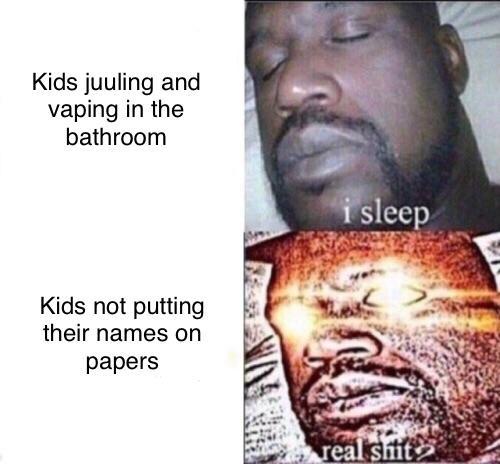 Kids juuling and
vaping in the
bathroom
i sleep
Kids not putting
their names on
papers
real shit?